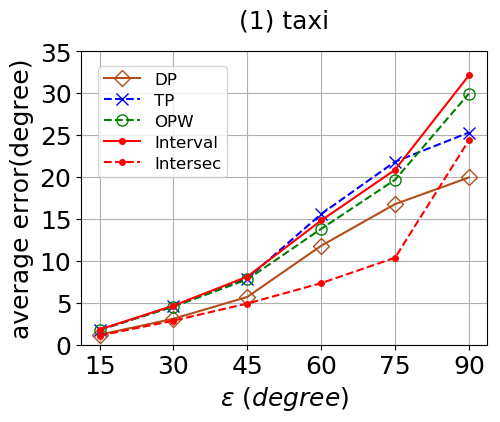 (1) taxi
average error(degree)
35
30
25
20
15
10
5
0
DP
TP
OPW
Interval
Intersec
15 30 45 60 75 90
ε (degree)